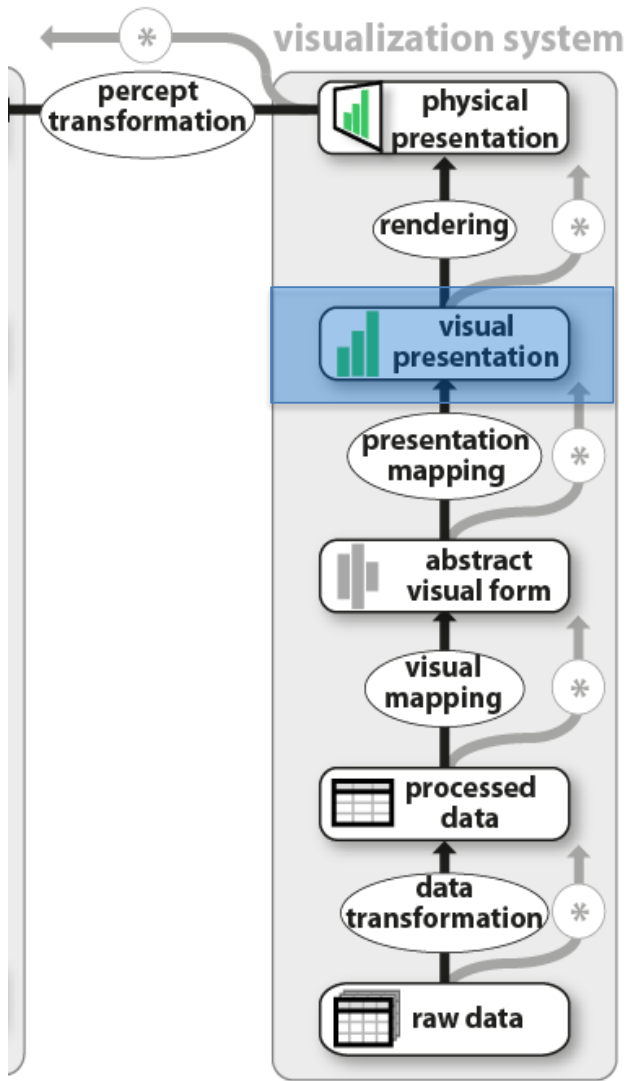 *
visualization system
percept
transformation
physical
presentation
rendering
*
visual
presentation
presentation
mapping
*
abstract
visual form
visual
mapping
*
processed
data
data
transformation
*
raw data